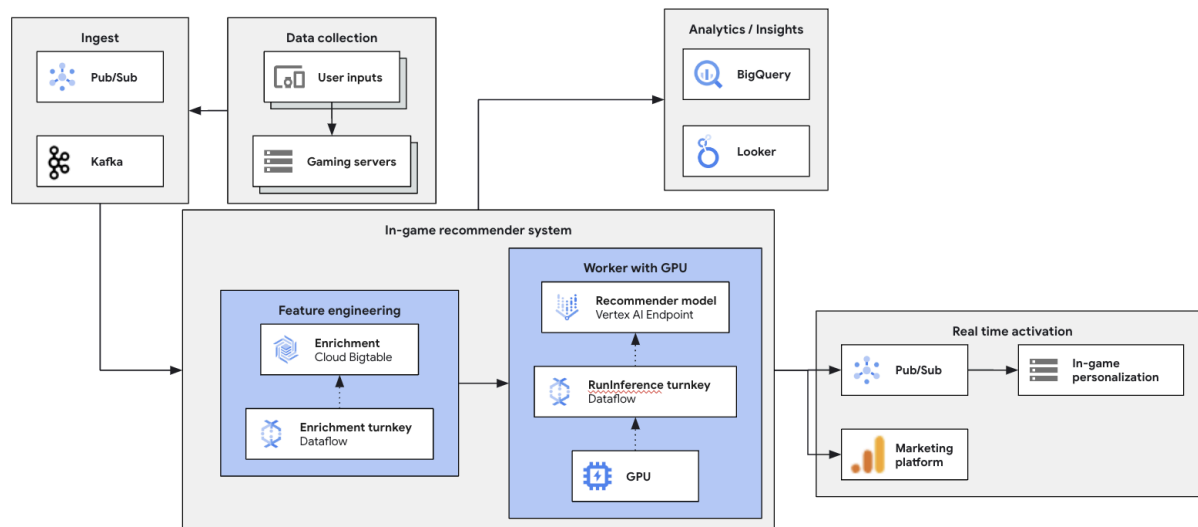 Ingest
Pub/Sub
Kafka
Data collection
User inputs
Gaming servers
Analytics / Insights
BigQuery
Looker
In-game recommender system
Feature engineering
Enrichment
Cloud Bigtable
Enrichment turnkey
Dataflow
Worker with GPU
Recommender model
Vertex AI Endpoint
RunInference turnkey
Dataflow
GPU
Real time activation
Pub/Sub
In-game
personalization
Marketing
platform